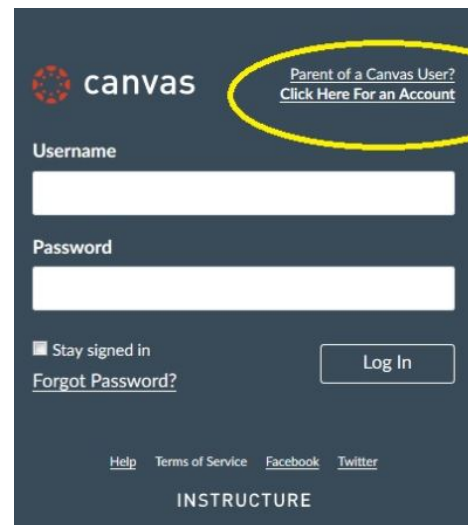 canvas
Parent of a Canvas User?
Click Here For an Account
Username
Password
Stay signed in
Forgot Password?
Log In
Help Terms of Service Facebook Twitter
INSTRUCTURE